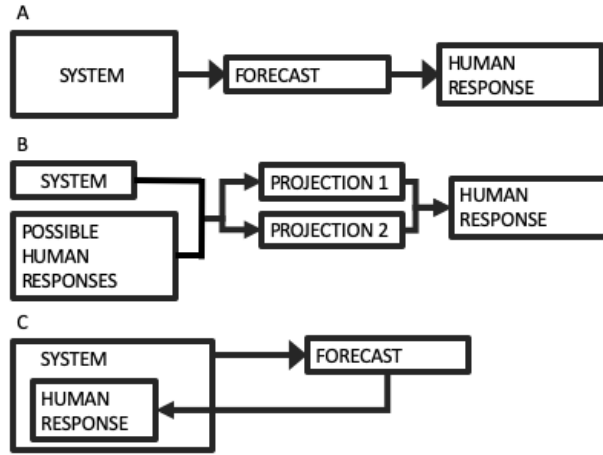 A
SYSTEM
FORECAST
HUMAN
RESPONSE
B
SYSTEM
POSSIBLE
HUMAN
RESPONSES
PROJECTION 1
PROJECTION 2
HUMAN
RESPONSE
C
SYSTEM
HUMAN
RESPONSE
FORECAST